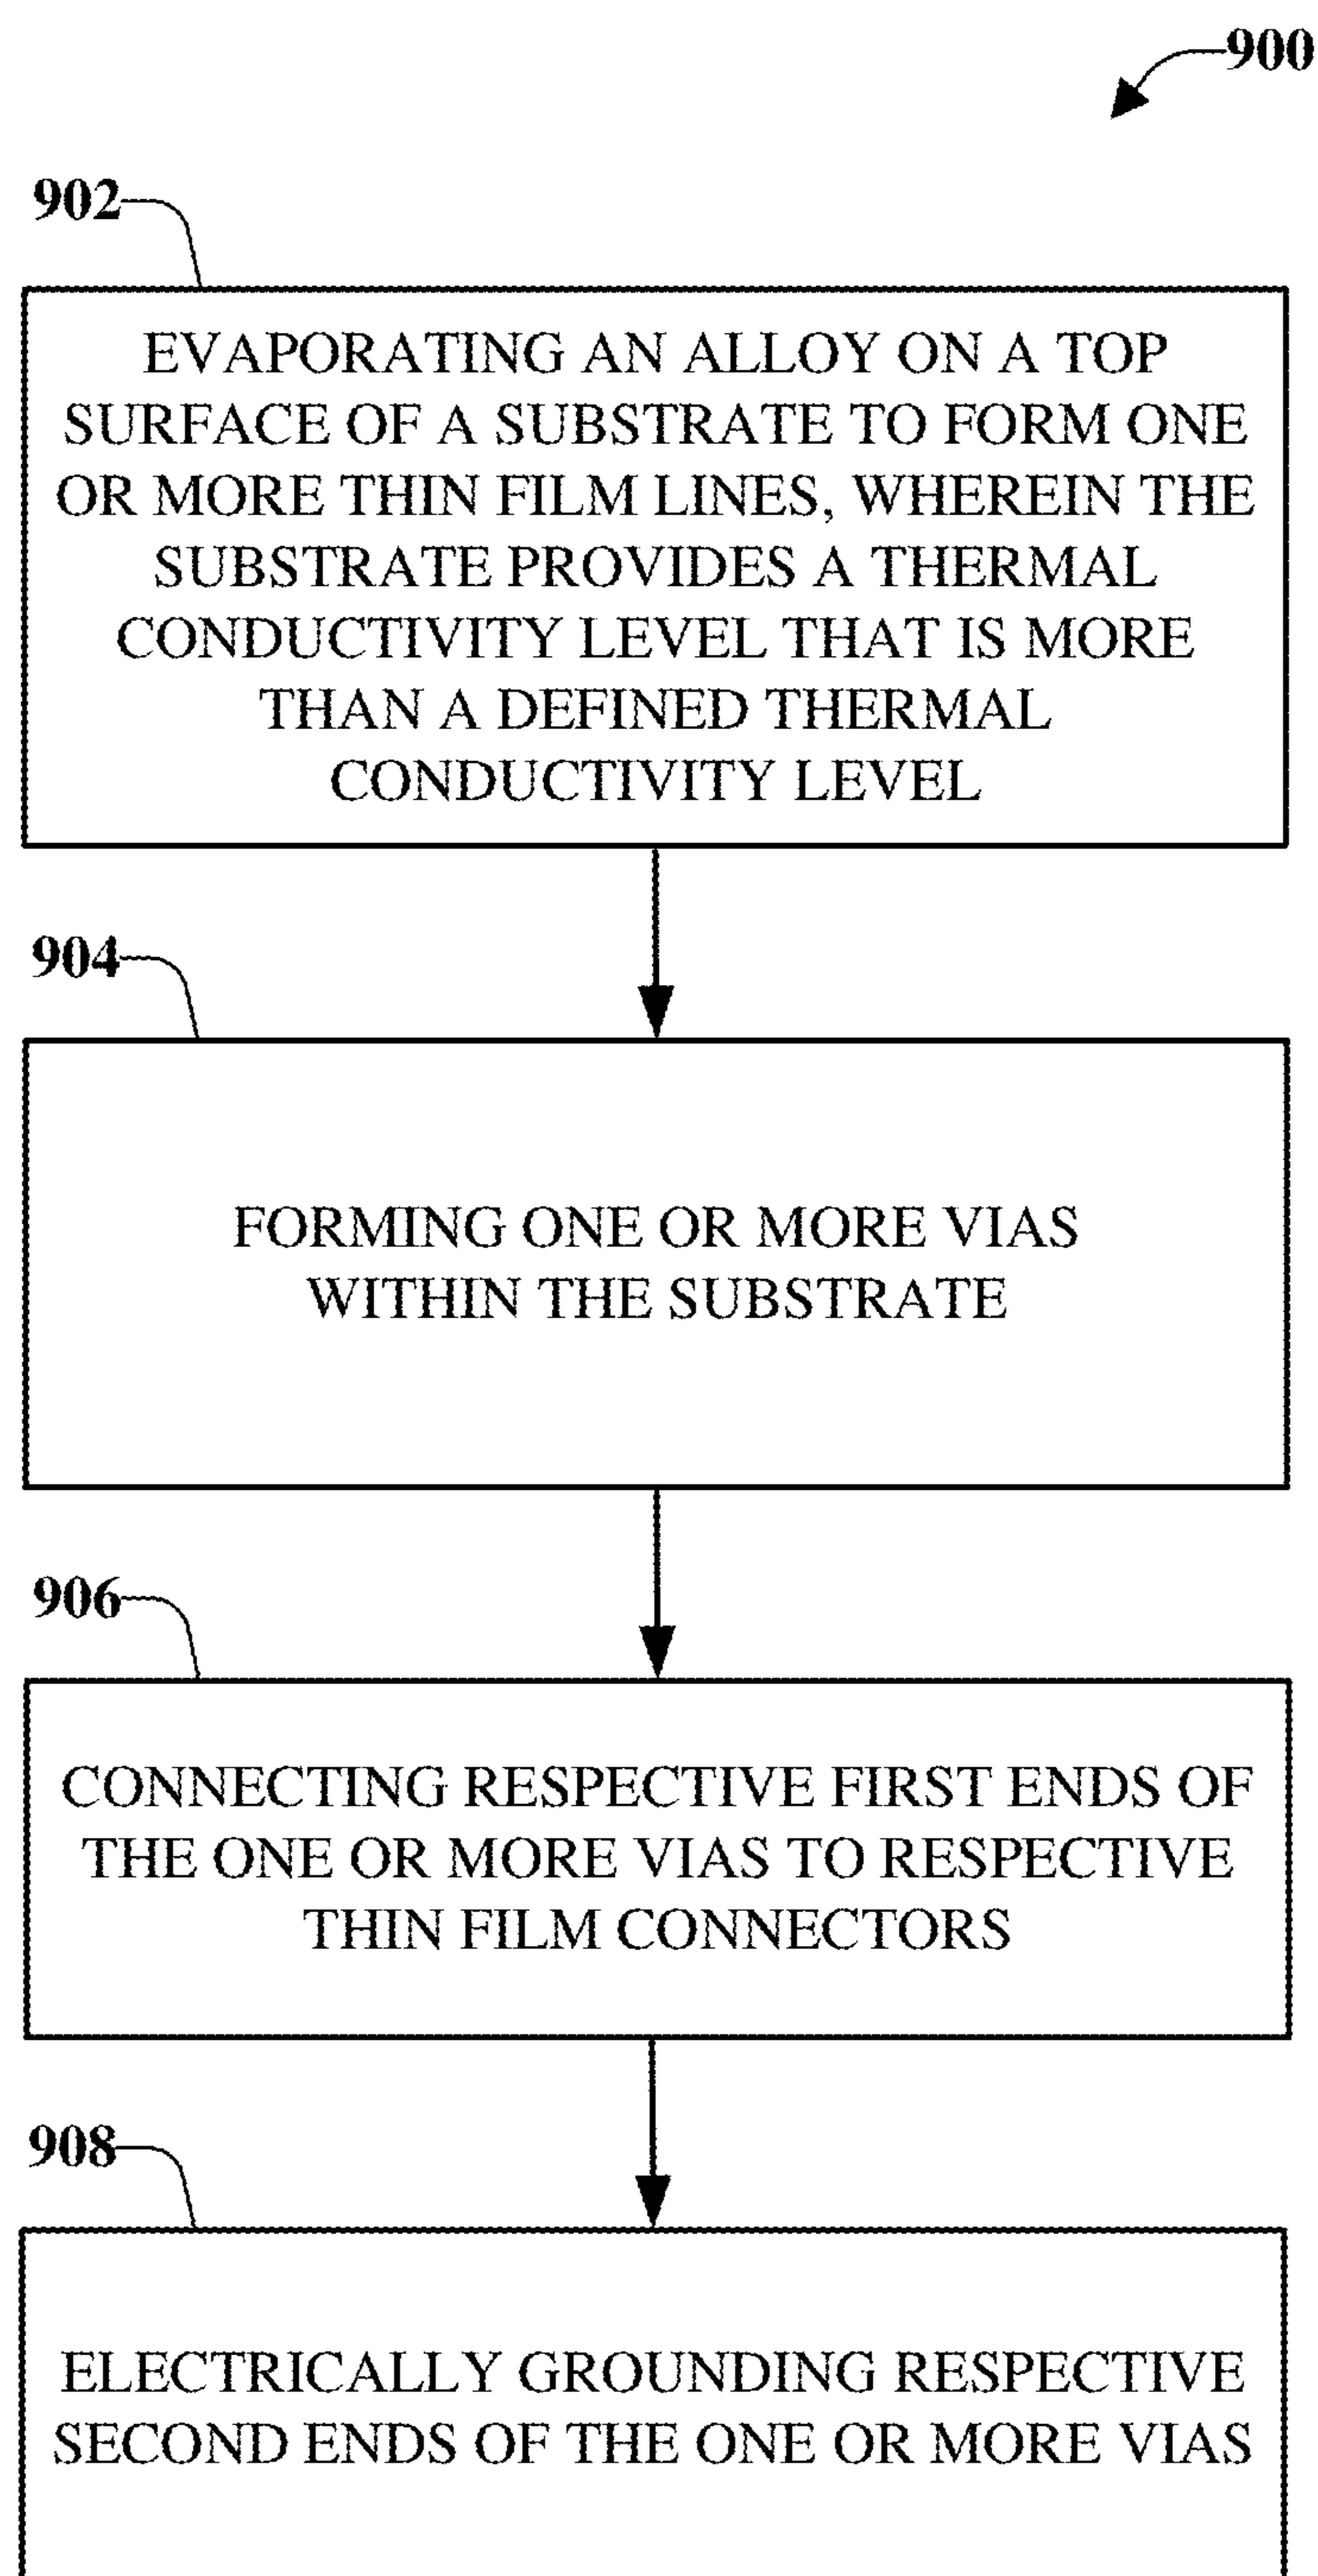 900
902
EVAPORATING AN ALLOY ON A TOP
SURFACE OF A SUBSTRATE TO FORM ONE
OR MORE THIN FILM LINES, WHEREIN THE
SUBSTRATE PROVIDES A THERMAL
CONDUCTIVITY LEVEL THAT IS MORE
THAN A DEFINED THERMAL
CONDUCTIVITY LEVEL
904
FORMING ONE OR MORE VIAS
WITHIN THE SUBSTRATE
906
CONNECTING RESPECTIVE FIRST ENDS OF
THE ONE OR MORE VIAS TO RESPECTIVE
THIN FILM CONNECTORS
908
ELECTRICALLY GROUNDING RESPECTIVE
SECOND ENDS OF THE ONE OR MORE VIAS